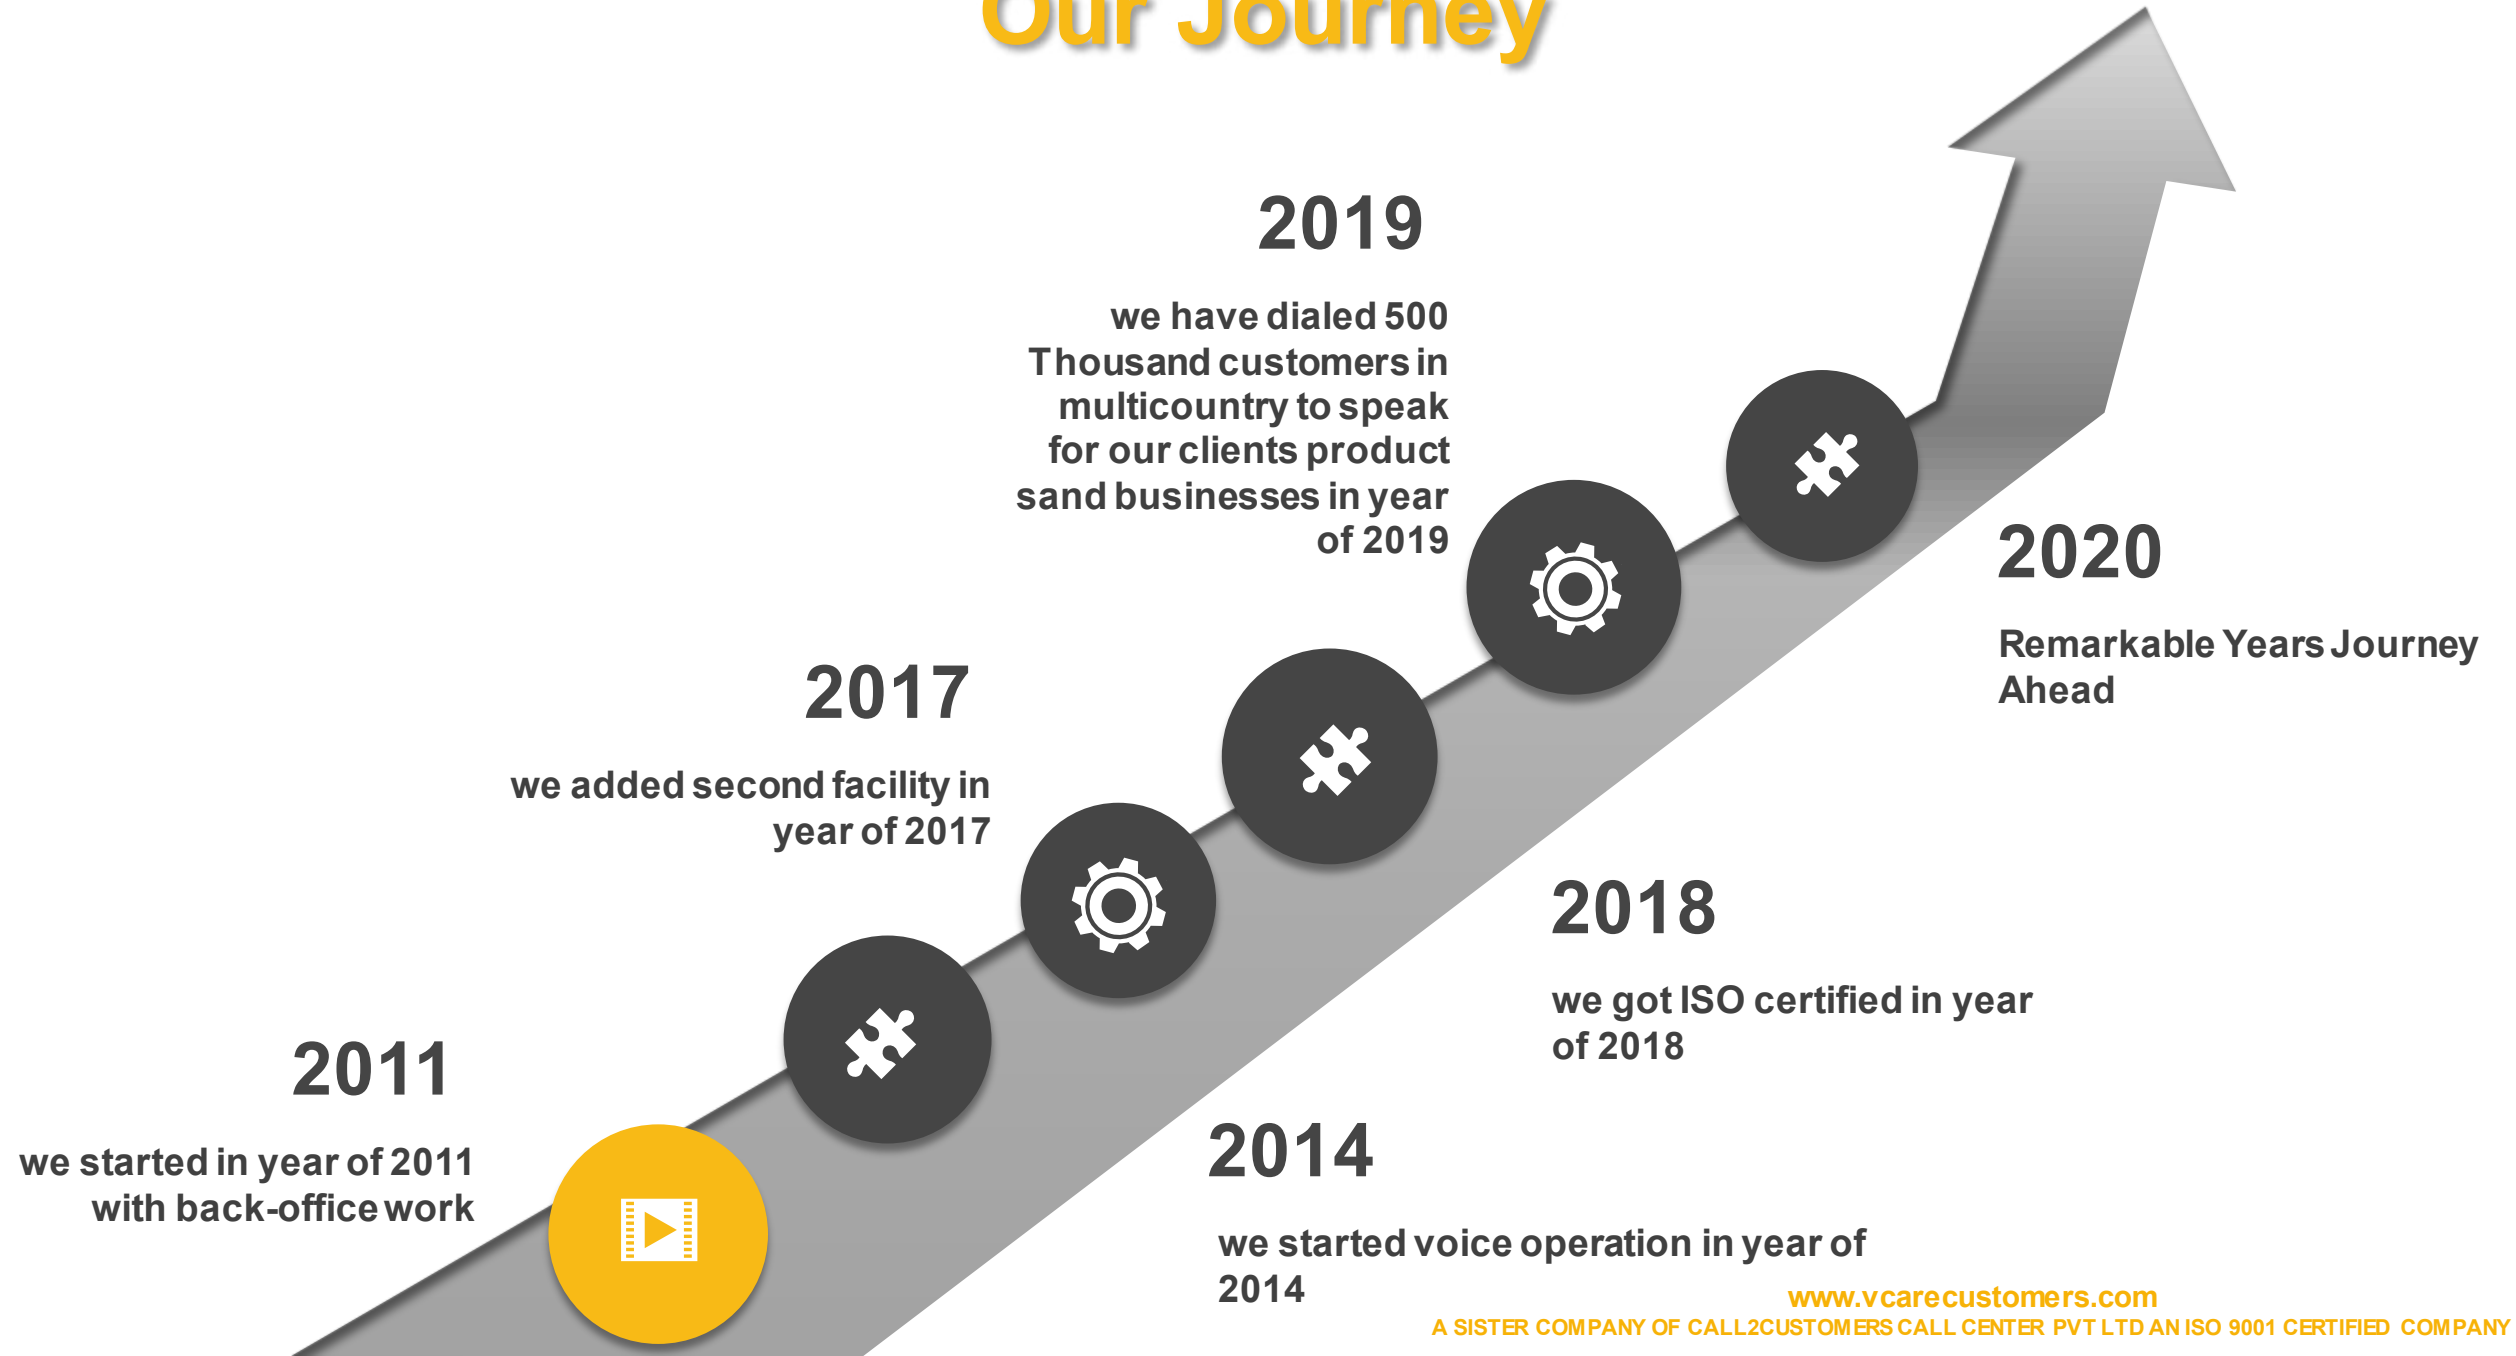 Our Journey
2019
we have dialed 500
Thousand customers in
multicountry to speak
for our clients product
sand businesses in year
of 2019
2020
Remarkable Years Journey
Ahead
2017
we added second facility in
year of 2017
2018
we got ISO certified in year
of 2018
2011
we started in year of 2011
with back-office work
2014
we started voice operation in year of
2014
www.vcarecustomers.com
A SISTER COMPANY OF CALL2CUSTOMERS CALL CENTER PVT LTD AN ISO 9001 CERTIFIED COMPANY